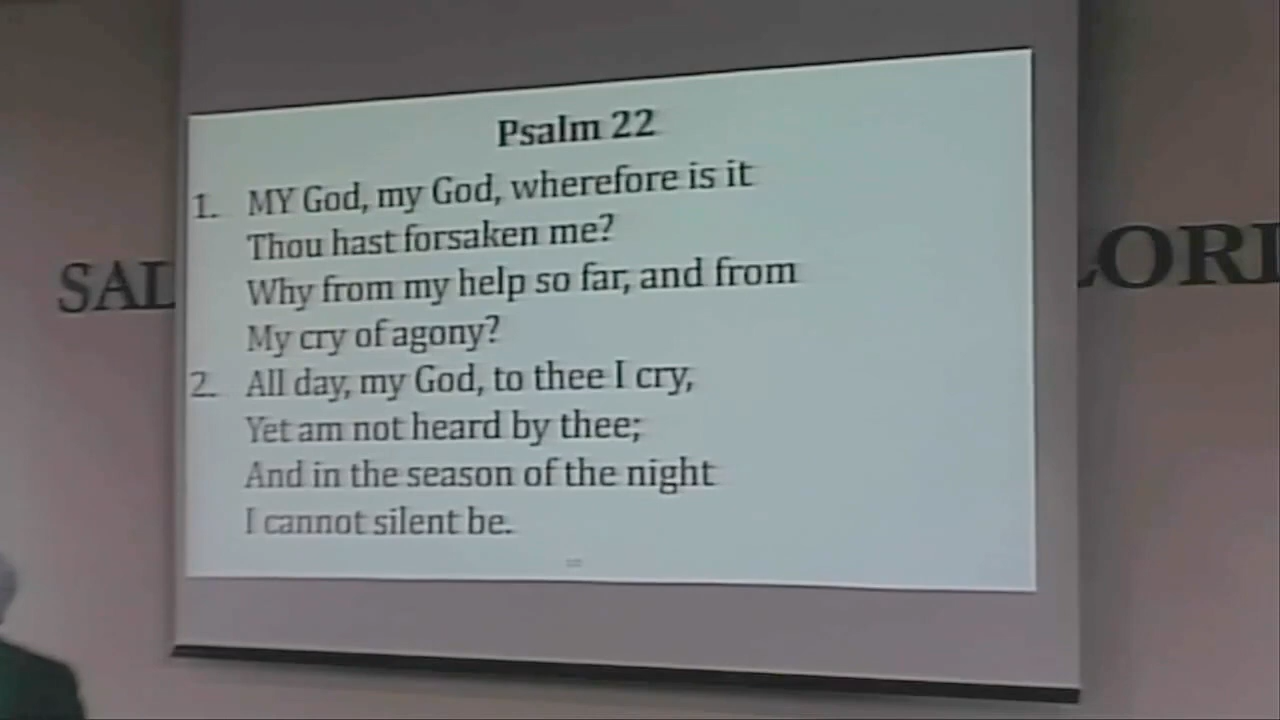 Psalm 22
1. MY God, my God, wherefore is it
Thou hast forsaken me?
Why from my help so far, and from
My cry of agony?
2. All day, my God, to thee I cry,
Yet am not heard by thee;
And in the season of the night
I cannot silent be.
SAL
LORD